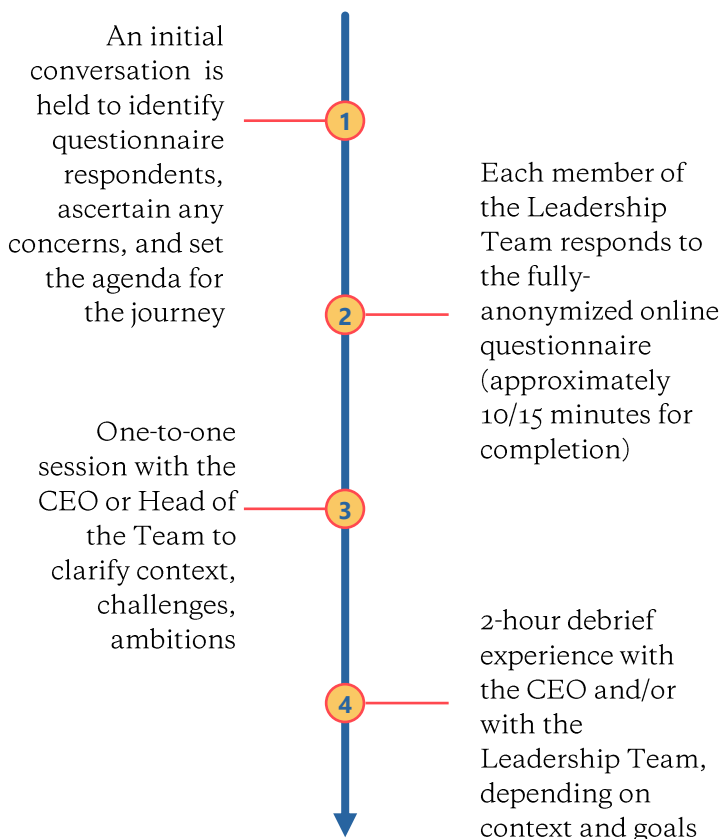 An initial
conversation is
held to identify
questionnaire
respondents,
ascertain any
concerns, and set
the agenda for
the journey
1
Each member of
the Leadership
Team responds to
the fully-
anonymized online
questionnaire
(approximately
10/15 minutes for
completion)
2
One-to-one
session with the
CEO or Head of
the Team to
clarify context,
challenges,
ambitions
3
2-hour debrief
experience with
the CEO and/or
with the
Leadership Team,
depending on
context and goals
4